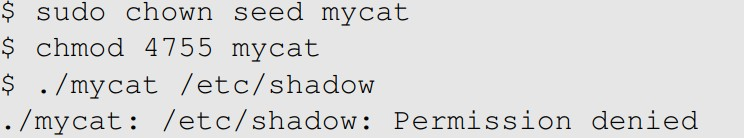 $ sudo chown seed mycat
$ chmod 4755 mycat
$ ./mycat /etc/shadow
./mycat: /etc/shadow: Permission denied